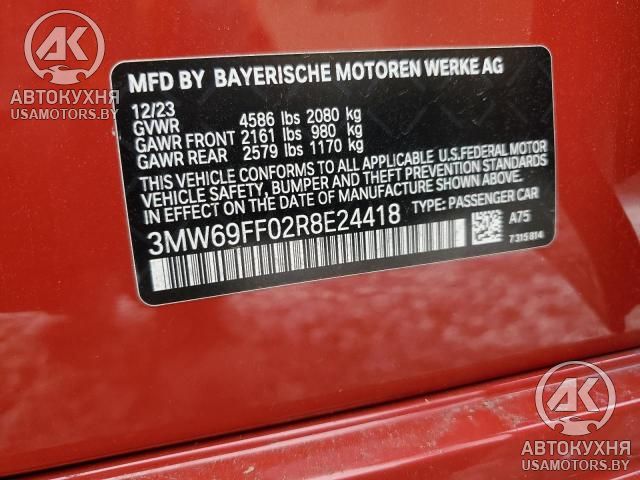 AK
АВТОКУХНЯ
USAMOTORS.BY
MFD BY BAYERISCHE MOTOREN WERKE AG
12/23
GVWR 4586 lbs 2080 kg
GAWR FRONT 2161 lbs 980 kg
GAWR REAR 2579 lbs 1170 kg
THIS VEHICLE CONFORMS TO ALL APPLICABLE U.S.FEDERAL MOTOR
VEHICLE SAFETY, BUMPER AND THEFT PREVENTION STANDARDS
IN EFFECT ON THE DATE OF MANUFACTURE SHOWN ABOVE.
3MW69FF02R8E24418 TYPE: PASSENGER CAR
A75
7315814
AK
АВТОКУХНЯ
USAMOTORS.BY